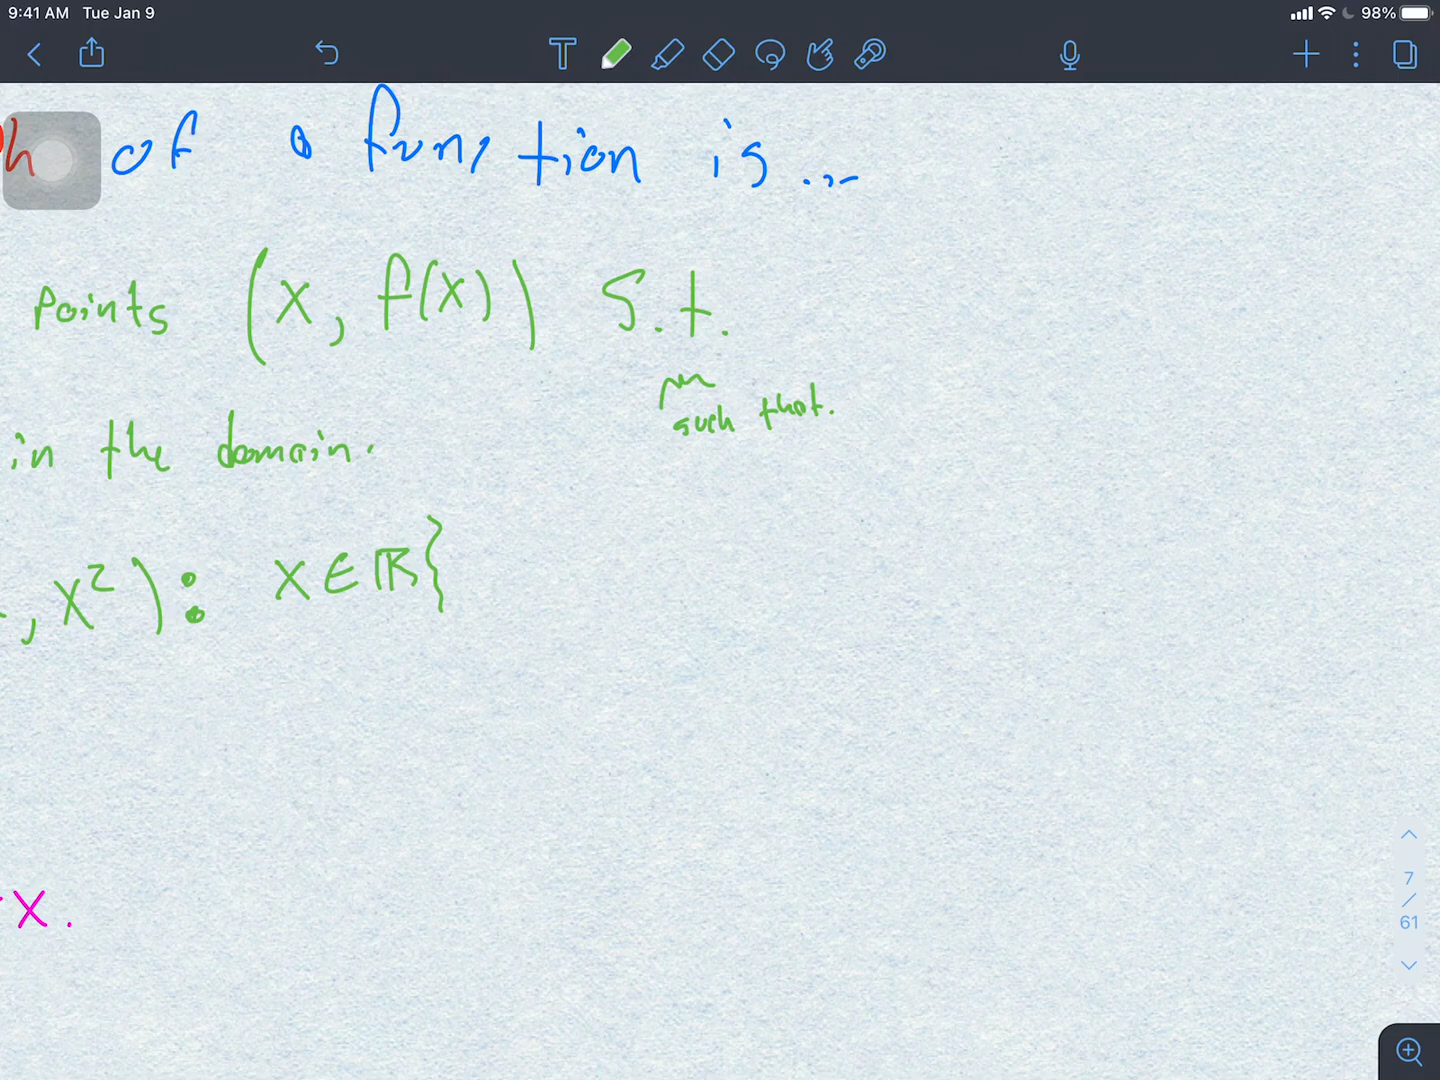 9:41 AM Tue Jan 9 98%
h of a function is...
points (x, f(x)) s.t.
such that.
in the domain.
, x²): x∈ℝ}
x.
7
/
61